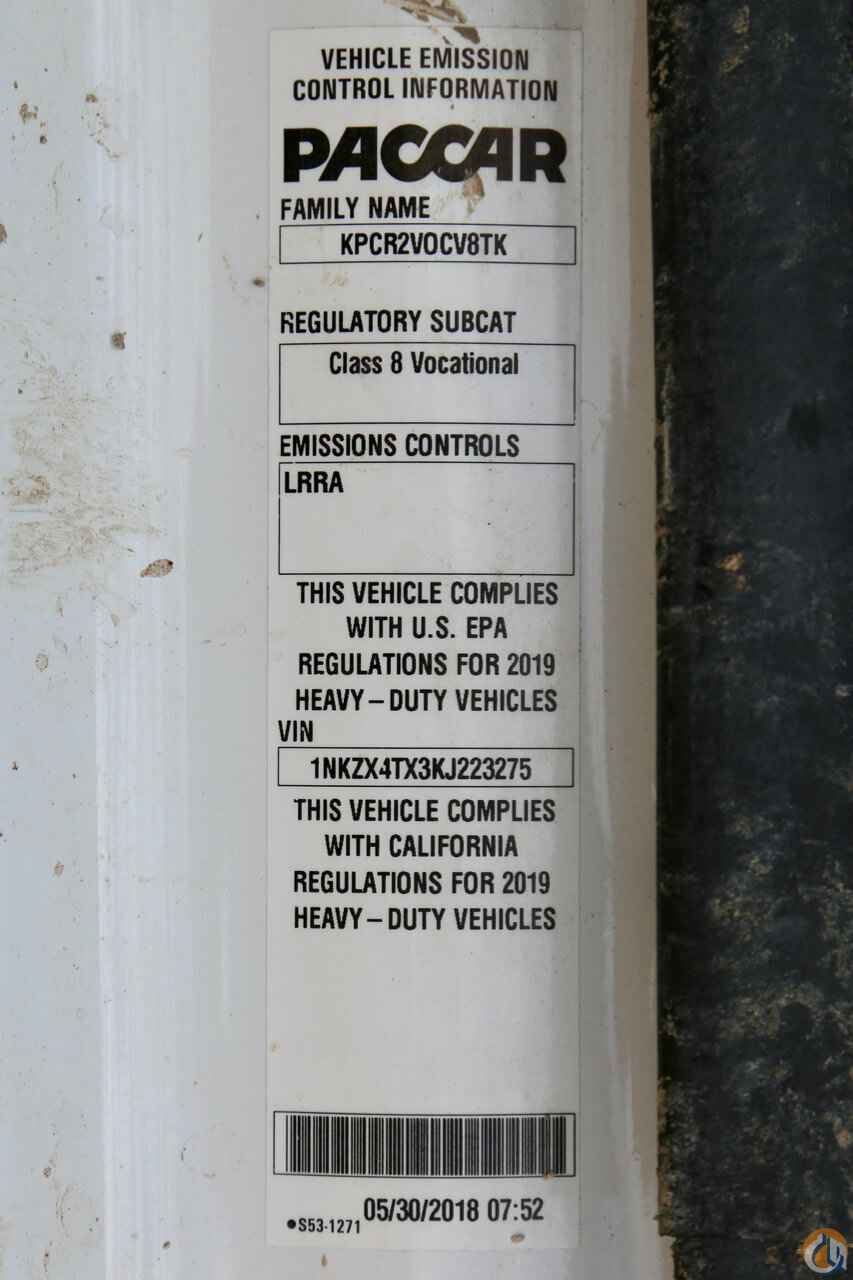 VEHICLE EMISSION
CONTROL INFORMATION
PACCAR
FAMILY NAME
KPCR2VOCV8TK
REGULATORY SUBCAT
Class 8 Vocational
EMISSIONS CONTROLS
LRRA
THIS VEHICLE COMPLIES
WITH U.S. EPA
REGULATIONS FOR 2019
HEAVY–DUTY VEHICLES
VIN
1NKZX4TX3KJ223275
THIS VEHICLE COMPLIES
WITH CALIFORNIA
REGULATIONS FOR 2019
HEAVY–DUTY VEHICLES
●S53-1271 05/30/2018 07:52